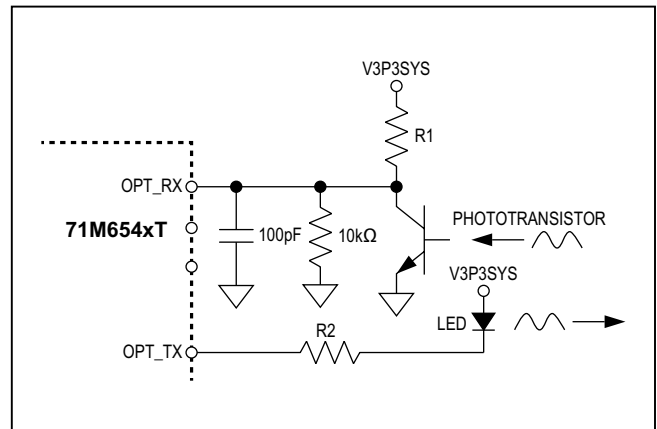 V3P3SYS
R1
OPT_RX
71M654xT
100pF
10kΩ
PHOTOTRANSISTOR
V3P3SYS
LED
R2
OPT_TX